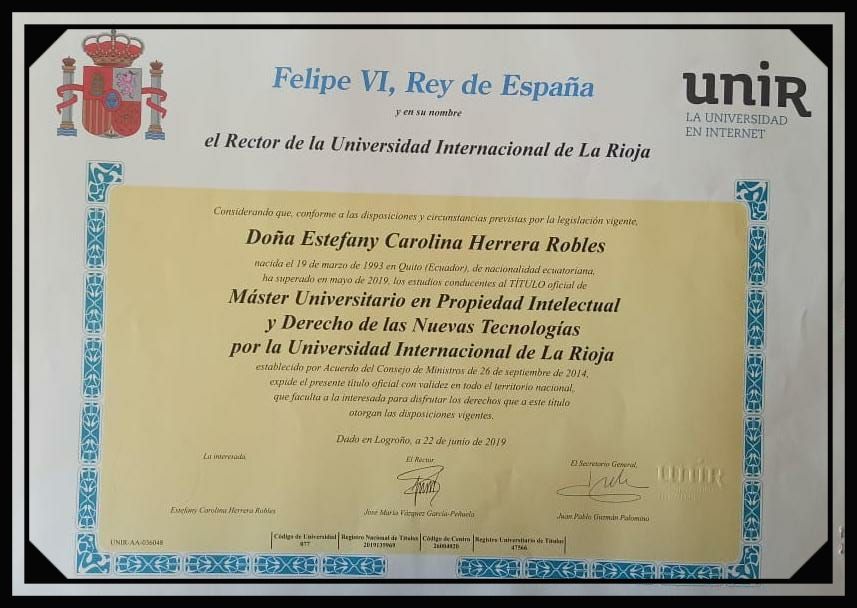 Felipe VI, Rey de España
y en su nombre
el Rector de la Universidad Internacional de La Rioja
unir
LA UNIVERSIDAD
EN INTERNET
Considerando que, conforme a las disposiciones y circunstancias previstas por la legislación vigente,
Doña Estefany Carolina Herrera Robles
nacida el 19 de marzo de 1993 en Quito (Ecuador), de nacionalidad ecuatoriana,
ha superado en mayo de 2019, los estudios conducentes al TÍTULO oficial de
Máster Universitario en Propiedad Intelectual
y Derecho de las Nuevas Tecnologías
por la Universidad Internacional de La Rioja
establecido por Acuerdo del Consejo de Ministros de 26 de septiembre de 2014,
expide el presente título oficial con validez en todo el territorio nacional,
que faculta a la interesada para disfrutar los derechos que a este título
otorgan las disposiciones vigentes.
Dado en Logroño, a 22 de junio de 2019
La interesada,
El Rector,
El Secretario General,
unir
Estefany Carolina Herrera Robles
José María Vázquez García-Peñuela
Juan Pablo Guzmán Palomino
UNIR-AA-036048
Código de Universidad
077
Registro Nacional de Títulos
2019139969
Código de Centro
26004020
Registro Universitario de Títulos
47566